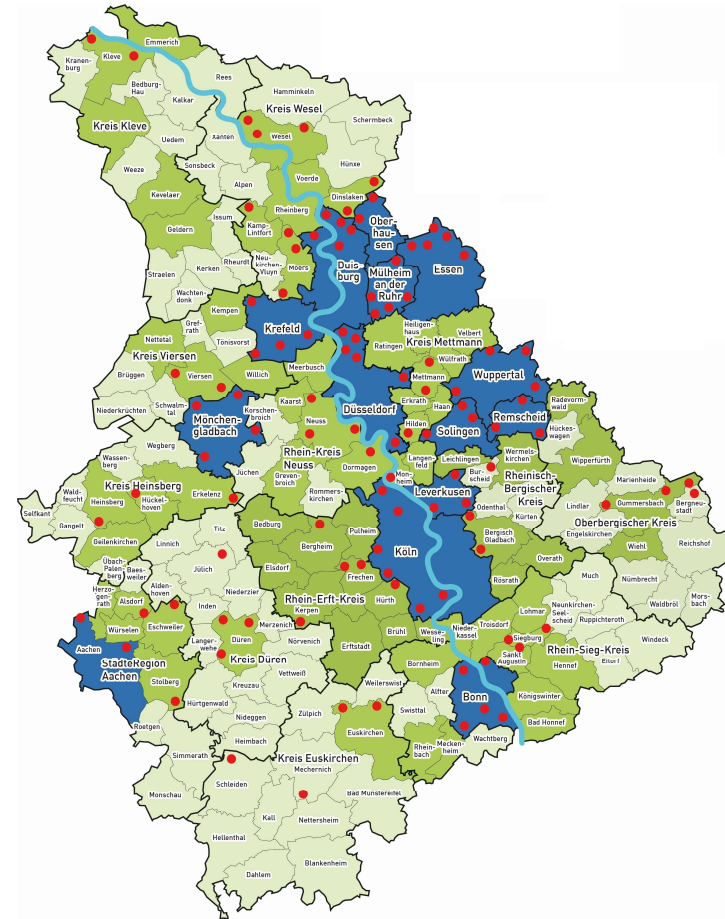 Emmerich
Kleve
Kranen-
burg
Rees
Bedburg-
Hau
Kalkar
Hamminkeln
Kreis Wesel
Schermbeck
Kreis Kleve
Uedem
Xanten
Wesel
Hünxe
Weeze
Sonsbeck
Alpen
Voerde
Kevelaer
Dinslaken
Rheinberg
Issum
Kamp-
Lintfort
Geldern
Ober-
hau-
sen
Rheurdt
Neu-
kirchen-
Vluyn
Moers
Duis-
burg
Mülheim
an der
Ruhr
Essen
Kerken
Straelen
Wachten-
donk
Kempen
Gref-
rath
Krefeld
Tönisvorst
Nettetal
Kreis Viersen
Heiligen-
haus
Velbert
Kreis Mettmann
Ratingen
Wülfrath
Meerbusch
Brüggen
Viersen
Willich
Mettmann
Wuppertal
Niederkrüchten
Schwalm-
tal
Mönchen-
gladbach
Korschen-
broich
Kaarst
Neuss
Düsseldorf
Erkrath
Haan
Hilden
Solingen
Remscheid
Radevorm-
wald
Hückes-
wagen
Wegberg
Wassen-
berg
Jüchen
Rhein-Kreis
Neuss
Greven-
broich
Dormagen
Langen-
feld
Leichlingen
Mon-
heim
Bur-
scheid
Wermels-
kirchen
Wipperfürth
Rheinisch-
Bergischer
Kreis
Kreis Heinsberg
Wald-
feucht
Heinsberg
Hückel-
hoven
Erkelenz
Rommers-
kirchen
Leverkusen
Odenthal
Kürten
Marienheide
Lindlar
Gummersbach
Bergneu-
stadt
Selfkant
Gangelt
Geilenkirchen
Titz
Linnich
Bedburg
Pulheim
Köln
Bergisch
Gladbach
Oberbergischer Kreis
Engelskirchen
Wiehl
Reichshof
Übach-
Palen-
berg
Baes-
weiler
Jülich
Bergheim
Elsdorf
Overath
Rösrath
Much
Nümbrecht
Mors-
bach
Waldbröl
Herzo-
genrath
Alsdorf
Alden-
hoven
Niederzier
Frechen
Rhein-Erft-Kreis
Hürth
Inden
Kerpen
Würselen
Eschweiler
Merzenich
Lohmar
Neunkirchen-
Seel-
scheid
Ruppichteroth
Troisdorf
Nieder-
kassel
Wesse-
ling
Brühl
Siegburg
Windeck
Aachen
StädteRegion
Aachen
Langer-
wehe
Düren
Kreis Düren
Nörvenich
Erftstadt
Sankt
Augustin
Rhein-Sieg-Kreis
Eitorf
Hennef
Stolberg
Kreuzau
Vettweiß
Bornheim
Weilerswist
Alfter
Bonn
Königswinter
Hürtgenwald
Nideggen
Zülpich
Swisttal
Bad Honnef
Roetgen
Heimbach
Euskirchen
Rhein-
bach
Mecken-
heim
Wachtberg
Simmerath
Kreis Euskirchen
Mechernich
Monschau
Schleiden
Bad Münstereifel
Kall
Nettersheim
Hellenthal
Blankenheim
Dahlem